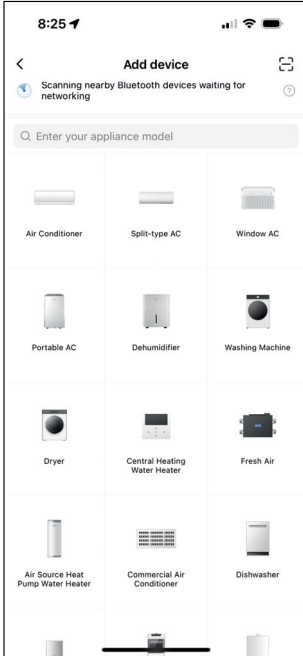 8:25
Add device
Scanning nearby Bluetooth devices waiting for
networking
?
Enter your appliance model
Air Conditioner
Split-type AC
Window AC
Portable AC
Dehumidifier
Washing Machine
Dryer
Central Heating
Water Heater
Fresh Air
Air Source Heat
Pump Water Heater
Commercial Air
Conditioner
Dishwasher